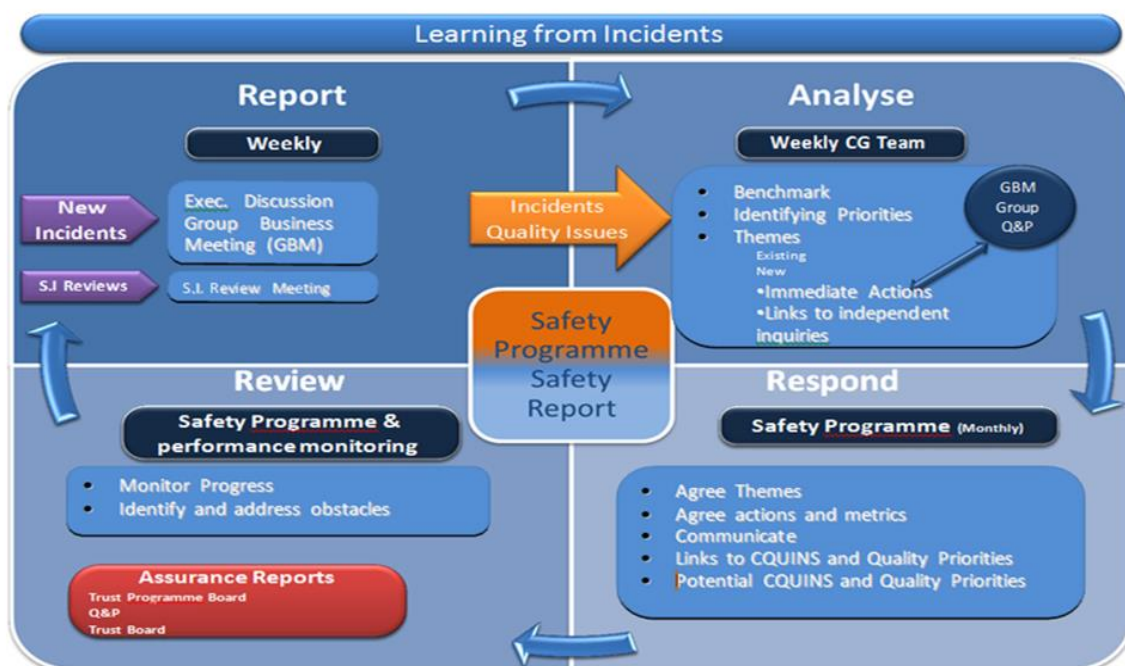 Learning from Incidents
Report
Weekly
New
Incidents
Exec. Discussion
Group Business
Meeting (GBM)
S.I Reviews
S.I. Review Meeting
Incidents
Quality Issues
Analyse
Weekly CG Team
• Benchmark
• Identifying Priorities
• Themes
Existing
New
•Immediate Actions
•Links to independent
inquiries
GBM
Group
Q&P
Safety
Programme
Safety
Report
Review
Safety Programme &
performance monitoring
• Monitor Progress
• Identify and address obstacles
Assurance Reports
Trust Programme Board
Q&P
Trust Board
Respond
Safety Programme (Monthly)
• Agree Themes
• Agree actions and metrics
• Communicate
• Links to CQUINS and Quality Priorities
• Potential CQUINS and Quality Priorities